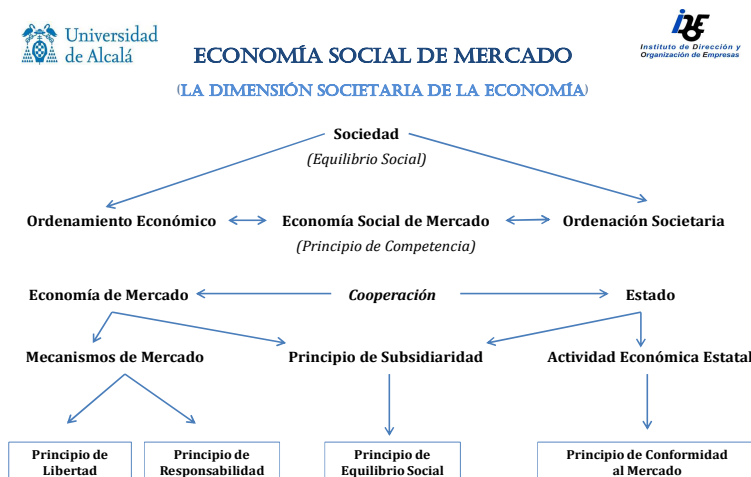 Universidad
de Alcalá
IDOE
Instituto de Dirección y
Organización de Empresas
ECONOMÍA SOCIAL DE MERCADO
(LA DIMENSIÓN SOCIETARIA DE LA ECONOMÍA)
Sociedad
(Equilibrio Social)
Ordenamiento Económico
Economía Social de Mercado
Ordenación Societaria
(Principio de Competencia)
Economía de Mercado
Cooperación
Estado
Mecanismos de Mercado
Principio de Subsidiaridad
Actividad Económica Estatal
Principio de
Libertad
Principio de
Responsabilidad
Principio de
Equilibrio Social
Principio de Conformidad
al Mercado